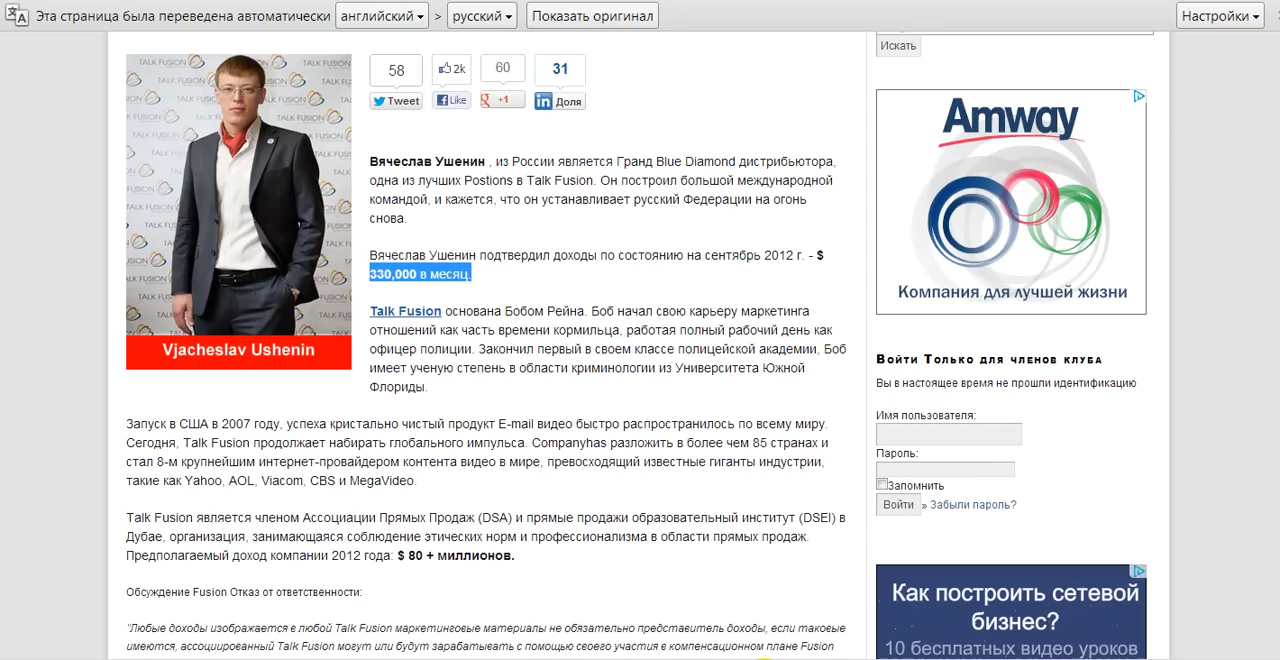 Эта страница была переведена автоматически английский > русский Показать оригинал Настройки
58 2k 60 31
Tweet Like +1 Доля
Вячеслав Ушенин , из России является Гранд Blue Diamond дистрибьютора,
одна из лучших Postions в Talk Fusion. Он построил большой международной
командой, и кажется, что он устанавливает русский Федерации на огонь
снова.
Вячеслав Ушенин подтвердил доходы по состоянию на сентябрь 2012 г. - $
330,000 в месяц.
Talk Fusion основана Бобом Рейна. Боб начал свою карьеру маркетинга
отношений как часть времени кормильца, работая полный рабочий день как
офицер полиции. Закончил первый в своем классе полицейской академии, Боб
имеет ученую степень в области криминологии из Университета Южной
Флориды.
Vjacheslav Ushenin
Запуск в США в 2007 году, успеха кристально чистый продукт E-mail видео быстро распространилось по всему миру.
Сегодня, Talk Fusion продолжает набирать глобального импульса. Companyhas разложить в более чем 85 странах и
стал 8-м крупнейшим интернет-провайдером контента видео в мире, превосходящий известные гиганты индустрии,
такие как Yahoo, AOL, Viacom, CBS и MegaVideo.
Talk Fusion является членом Ассоциации Прямых Продаж (DSA) и прямые продажи образовательный институт (DSEI) в
Дубае, организация, занимающаяся соблюдение этических норм и профессионализма в области прямых продаж.
Предполагаемый доход компании 2012 года: $ 80 + миллионов.
Обсуждение Fusion Отказ от ответственности:
"Любые доходы изображается в любой Talk Fusion маркетинговые материалы не обязательно представитель доходы, если таковые
имеются, ассоциированный Talk Fusion могут или будут зарабатывать с помощью своего участия в компенсационном плане Fusion
Искать
Amway
Компания для лучшей жизни
Войти Только для членов клуба
Вы в настоящее время не прошли идентификацию
Имя пользователя:
Пароль:
Запомнить
Войти » Забыли пароль?
Как построить сетевой
бизнес?
10 бесплатных видео уроков